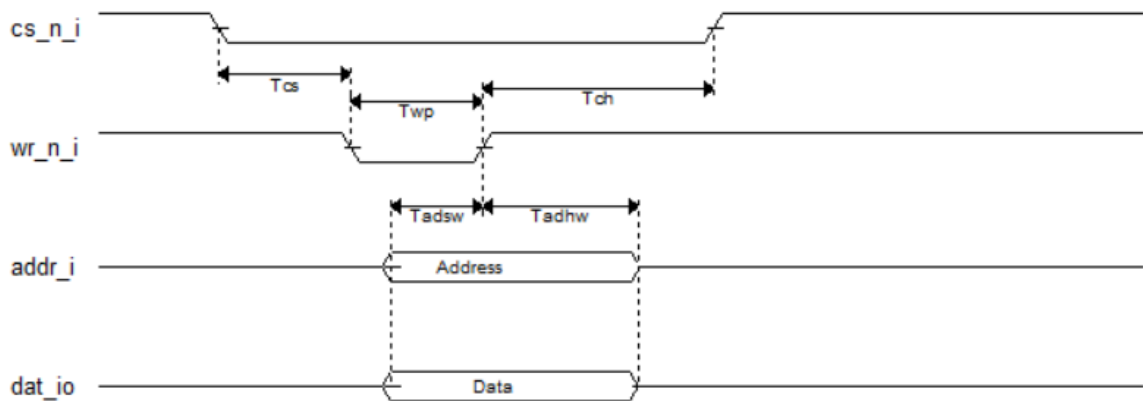 cs_n_i
Tcs
Twp
Tch
wr_n_i
Tadsw
Tadhw
addr_i
Address
dat_io
Data